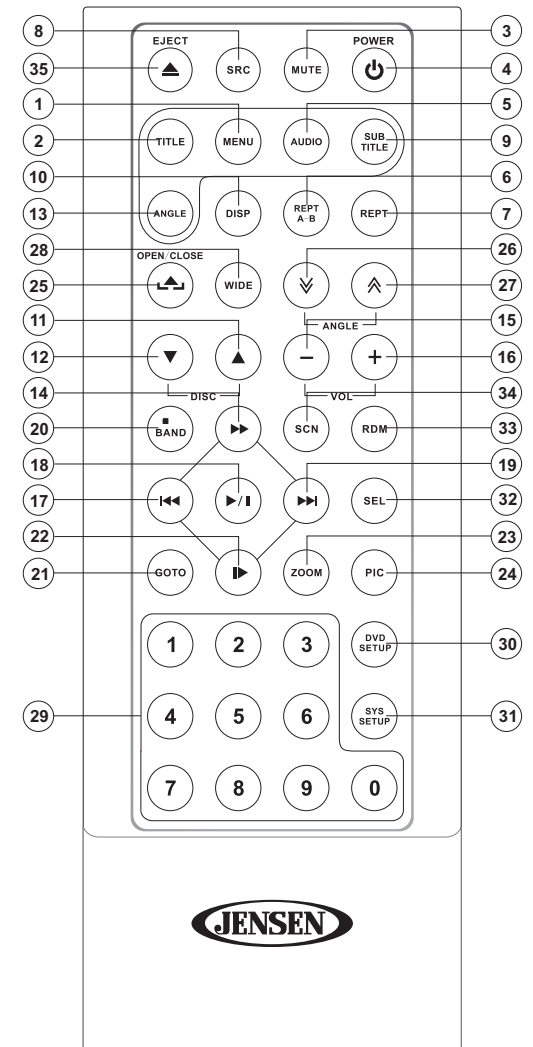 8 3
EJECT POWER
35 SRC MUTE 4
1 5
2 TITLE MENU AUDIO SUB TITLE 9
10 6
13 ANGLE DISP REPT A-B REPT 7
28 26
OPEN/CLOSE
25 WIDE 27
ANGLE
11 15
12 − + 16
14 DISC VOL 34
20 BAND SCN RDM 33
18 19
17 SEL 32
22 23
21 GOTO ZOOM PIC 24
1 2 3 DVD SETUP 30
29 4 5 6 SYS SETUP 31
7 8 9 0
JENSEN